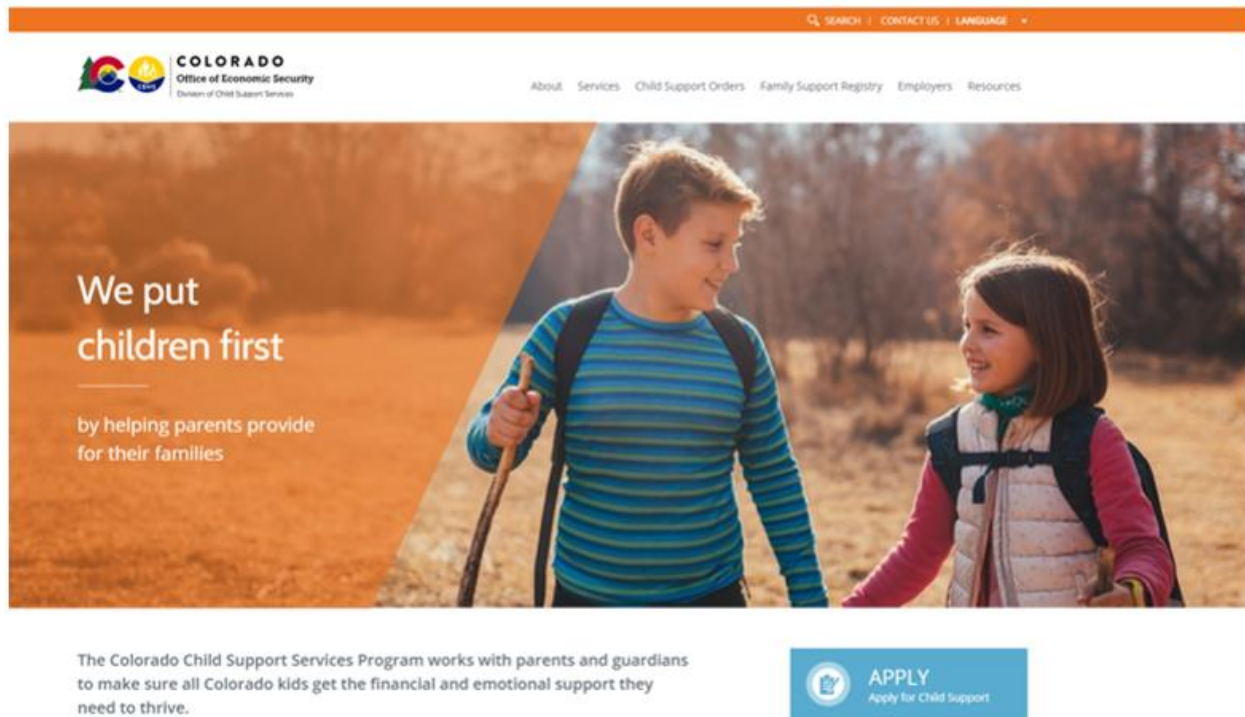 SEARCH | CONTACT US | LANGUAGE
COLORADO
Office of Economic Security
Division of Child Support Services
CDHS
About Services Child Support Orders Family Support Registry Employers Resources
We put
children first
by helping parents provide
for their families
The Colorado Child Support Services Program works with parents and guardians
to make sure all Colorado kids get the financial and emotional support they
need to thrive.
APPLY
Apply for Child Support